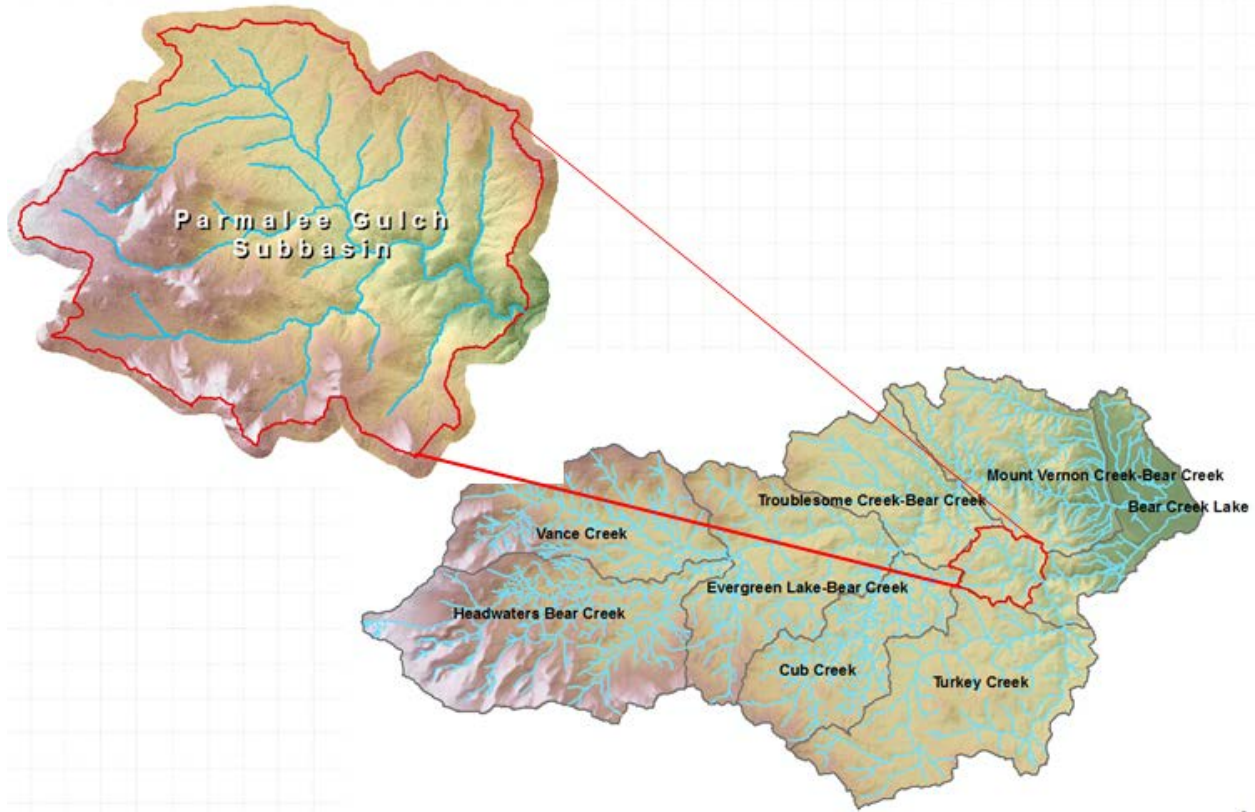 Parmalee Gulch
Subbasin
Mount Vernon Creek-Bear Creek
Troublesome Creek-Bear Creek
Bear Creek Lake
Vance Creek
Evergreen Lake-Bear Creek
Headwaters Bear Creek
Cub Creek
Turkey Creek